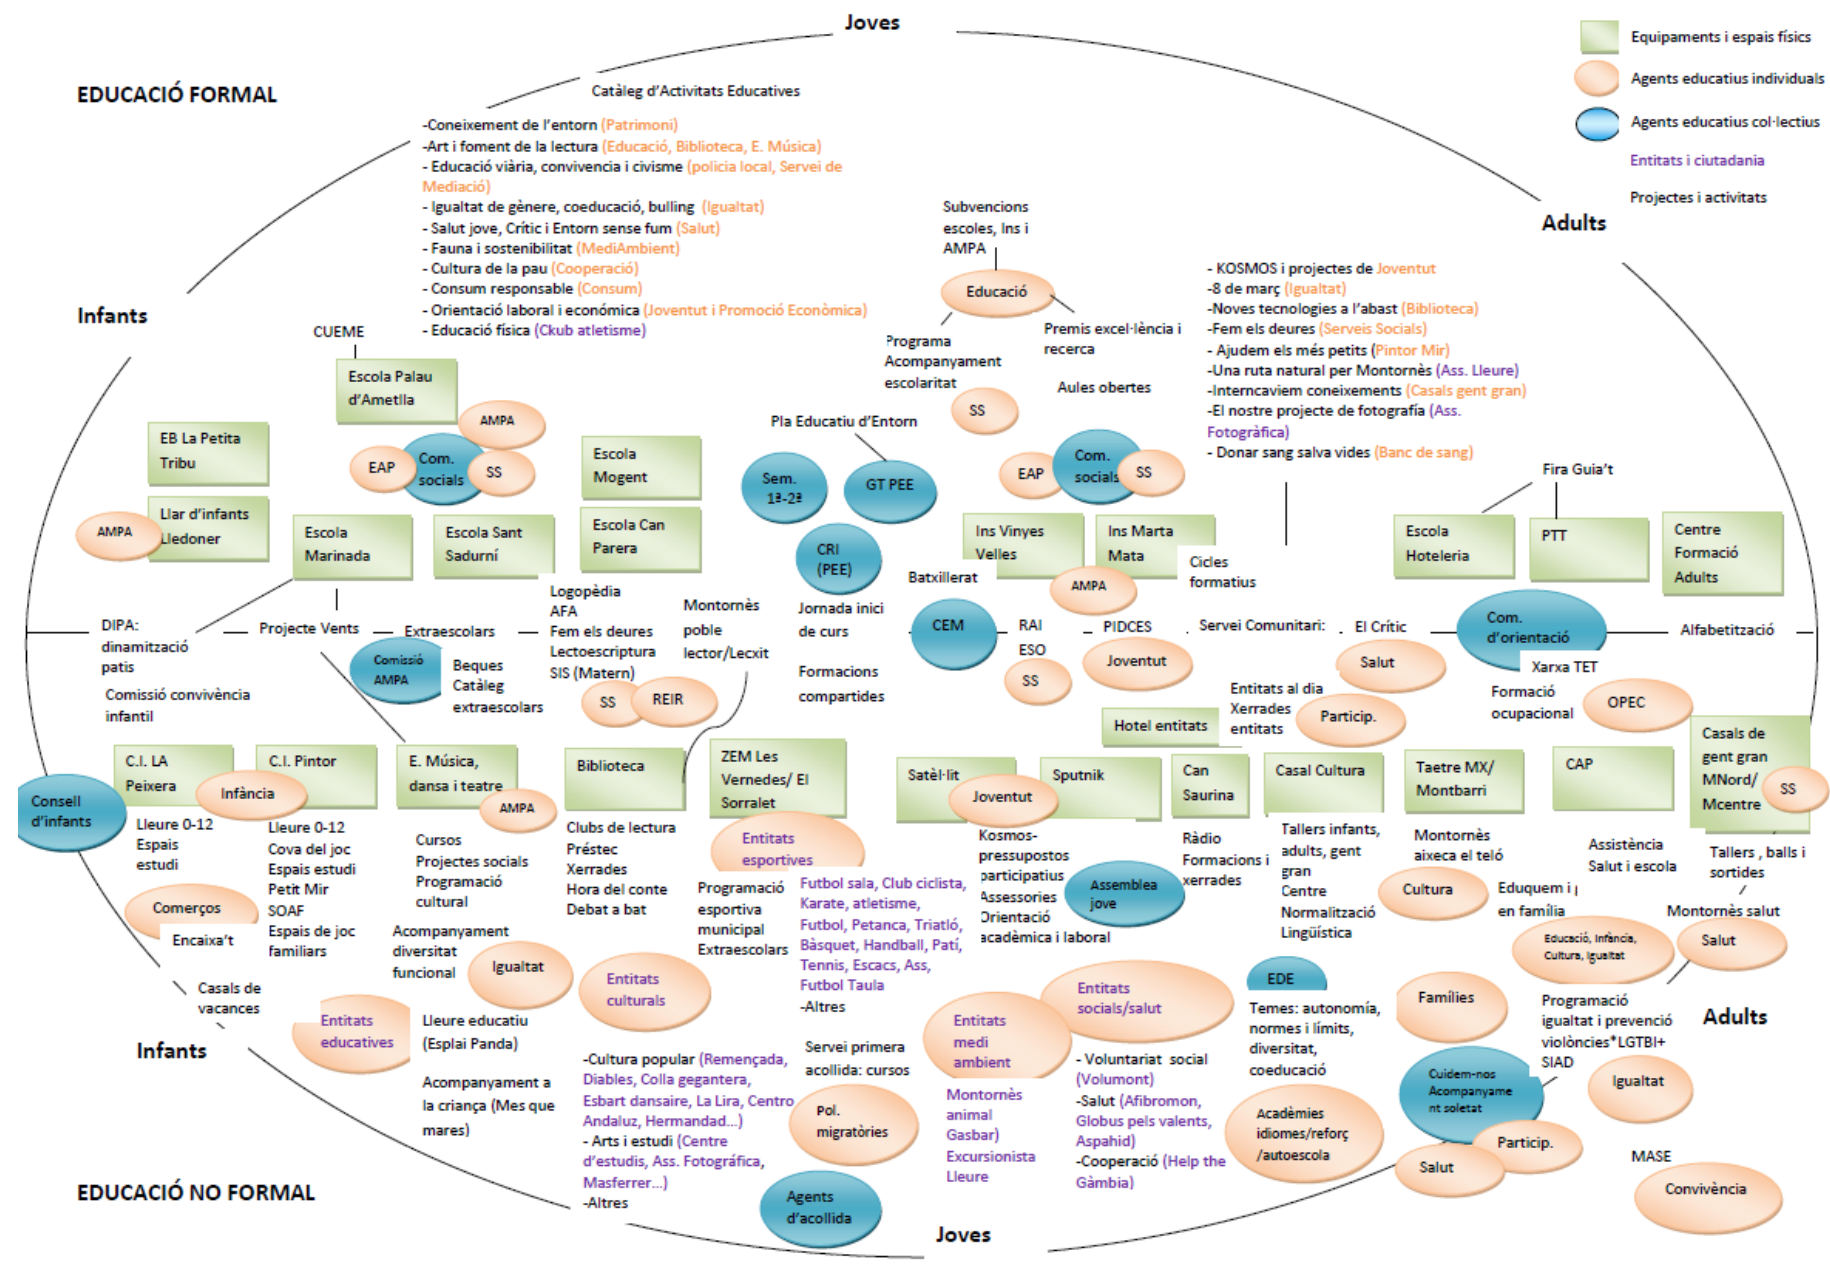 Joves
EDUCACIÓ FORMAL
Equipaments i espais físics
Agents educatius individuals
Agents educatius col·lectius
Entitats i ciutadania
Projectes i activitats
Catàleg d'Activitats Educatives
-Coneixement de l'entorn (Patrimoni)
-Art i foment de la lectura (Educació, Biblioteca, E. Música)
- Educació viària, convivencia i civisme (policia local, Servei de
Mediació)
- Igualtat de gènere, coeducació, bulling (Igualtat)
- Salut jove, Crític i Entorn sense fum (Salut)
- Fauna i sostenibilitat (MediAmbient)
- Cultura de la pau (Cooperació)
- Consum responsable (Consum)
- Orientació laboral i económica (Joventut i Promoció Econòmica)
- Educació física (Ckub atletisme)
Infants
Adults
Subvencions
escoles, Ins i
AMPA
Educació
Programa
Acompanyament
escolaritat
SS
Premis excel·lència i
recerca
Aules obertes
- KOSMOS i projectes de Joventut
-8 de març (Igualtat)
-Noves tecnologies a l'abast (Biblioteca)
-Fem els deures (Serveis Socials)
- Ajudem els més petits (Pintor Mir)
-Una ruta natural per Montornès (Ass. Lleure)
-Interncaviem coneixements (Casals gent gran)
-El nostre projecte de fotografía (Ass.
Fotogràfica)
- Donar sang salva vides (Banc de sang)
CUEME
Escola Palau
d'Ametlla
AMPA
EAP
Com.
socials
SS
EB La Petita
Tribu
Llar d'infants
Lledoner
AMPA
Escola
Marinada
Escola Sant
Sadurní
Escola
Mogent
Escola Can
Parera
Pla Educatiu d'Entorn
Sem.
1ª-2ª
GT PEE
CRI
(PEE)
Jornada inici
de curs
Formacions
compartides
EAP
Com.
socials
SS
Ins Vinyes
Velles
Ins Marta
Mata
AMPA
Batxillerat
Cicles
formatius
Fira Guia't
Escola
Hoteleria
PTT
Centre
Formació
Adults
DIPA:
dinamització
patis
Comissió convivència
infantil
Projecte Vents
Extraescolars
Comissió
AMPA
Beques
Catàleg
extraescolars
Logopèdia
AFA
Fem els deures
Lectoescriptura
SIS (Matern)
SS
REIR
Montornès
poble
lector/Lecxit
CEM
RAI
ESO
SS
PIDCES
Joventut
Servei Comunitari:
El Crític
Salut
Com.
d'orientació
Alfabetització
Xarxa TET
Formació
ocupacional
OPEC
Entitats al dia
Xerrades
entitats
Particip.
Hotel entitats
C.I. LA
Peixera
Infància
C.I. Pintor
E. Música,
dansa i teatre
AMPA
Biblioteca
ZEM Les
Vernedes/ El
Sorralet
Satèl·lit
Joventut
Sputnik
Can
Saurina
Casal Cultura
Taetre MX/
Montbarri
CAP
Casals de
gent gran
MNord/
Mcentre
SS
Consell
d'infants
Lleure 0-12
Espais
estudi
Comerços
Encaixa't
Lleure 0-12
Cova del joc
Espais estudi
Petit Mir
SOAF
Espais de joc
familiars
Cursos
Projectes socials
Programació
cultural
Acompanyament
diversitat
funcional
Igualtat
Clubs de lectura
Préstec
Xerrades
Hora del conte
Debat a bat
Entitats
esportives
Programació
esportiva
municipal
Extraescolars
Futbol sala, Club ciclista,
Karate, atletisme,
Futbol, Petanca, Triatló,
Bàsquet, Handball, Patí,
Tennis, Escacs, Ass,
Futbol Taula
-Altres
Kosmos-
pressupostos
participatius
Assessories
Orientació
acadèmica i laboral
Assemblea
jove
Ràdio
Formacions i
xerrades
Tallers infants,
adults, gent
gran
Centre
Normalització
Lingüística
Montornès
aixeca el teló
Cultura
Assistència
Salut i escola
Eduquem i
en família
Educació, Infància,
Cultura, Igualtat
Tallers , balls i
sortides
Montornès salut
Salut
Casals de
vacances
Infants
Entitats
educatives
Lleure educatiu
(Esplai Panda)
Acompanyament a
la criança (Mes que
mares)
Entitats
culturals
-Cultura popular (Remençada,
Diables, Colla gegantera,
Esbart dansaire, La Lira, Centro
Andaluz, Hermandad...)
- Arts i estudi (Centre
d'estudis, Ass. Fotográfica,
Masferrer...)
-Altres
Servei primera
acollida: cursos
Pol.
migratòries
Agents
d'acollida
Entitats
medi
ambient
Montornès
animal
Gasbar)
Excursionista
Lleure
Entitats
socials/salut
- Voluntariat social
(Volumont)
-Salut (Afibromon,
Globus pels valents,
Aspahid)
-Cooperació (Help the
Gàmbia)
EDE
Temes: autonomía,
normes i límits,
diversitat,
coeducació
Acadèmies
idiomes/reforç
/autoescola
Famílies
Cuidem-nos
Acompanyame
nt soletat
Particip.
Salut
Programació
igualtat i prevenció
violències*LGTBI+
SIAD
Igualtat
Adults
MASE
Convivència
EDUCACIÓ NO FORMAL
Joves